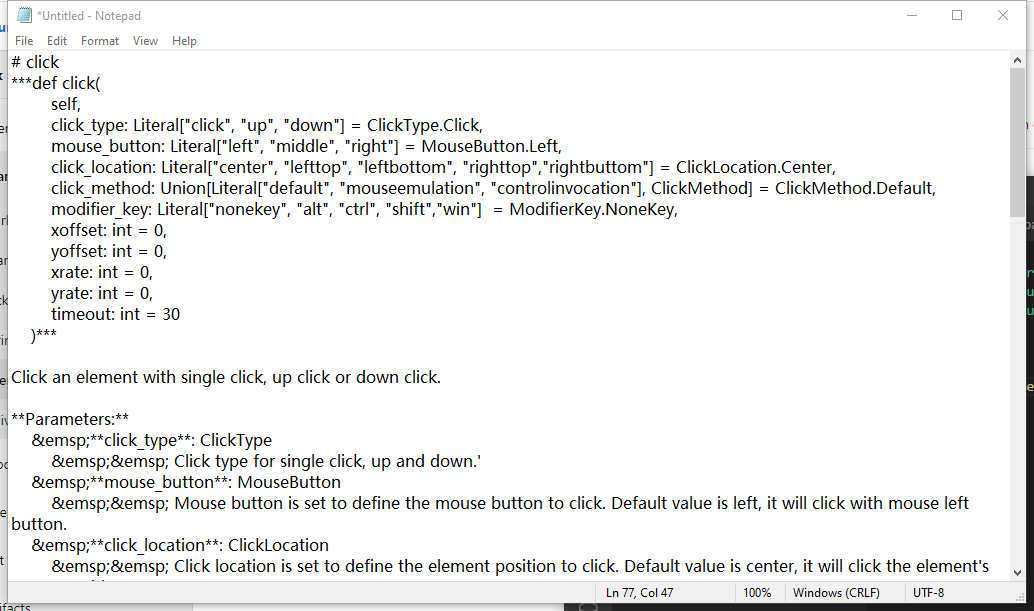 *Untitled - Notepad
File Edit Format View Help
# click
***def click(
self,
click_type: Literal["click", "up", "down"] = ClickType.Click,
mouse_button: Literal["left", "middle", "right"] = MouseButton.Left,
click_location: Literal["center", "lefttop", "leftbottom", "righttop","rightbuttom"] = ClickLocation.Center,
click_method: Union[Literal["default", "mouseemulation", "controlinvocation"], ClickMethod] = ClickMethod.Default,
modifier_key: Literal["nonekey", "alt", "ctrl", "shift","win"]  = ModifierKey.NoneKey,
xoffset: int = 0,
yoffset: int = 0,
xrate: int = 0,
yrate: int = 0,
timeout: int = 30
)***
Click an element with single click, up click or down click.
**Parameters:**
&emsp;**click_type**: ClickType
&emsp;&emsp; Click type for single click, up and down.'
&emsp;**mouse_button**: MouseButton
&emsp;&emsp; Mouse button is set to define the mouse button to click. Default value is left, it will click with mouse left
button.
&emsp;**click_location**: ClickLocation
&emsp;&emsp; Click location is set to define the element position to click. Default value is center, it will click the element's
Ln 77, Col 47 100% Windows (CRLF) UTF-8